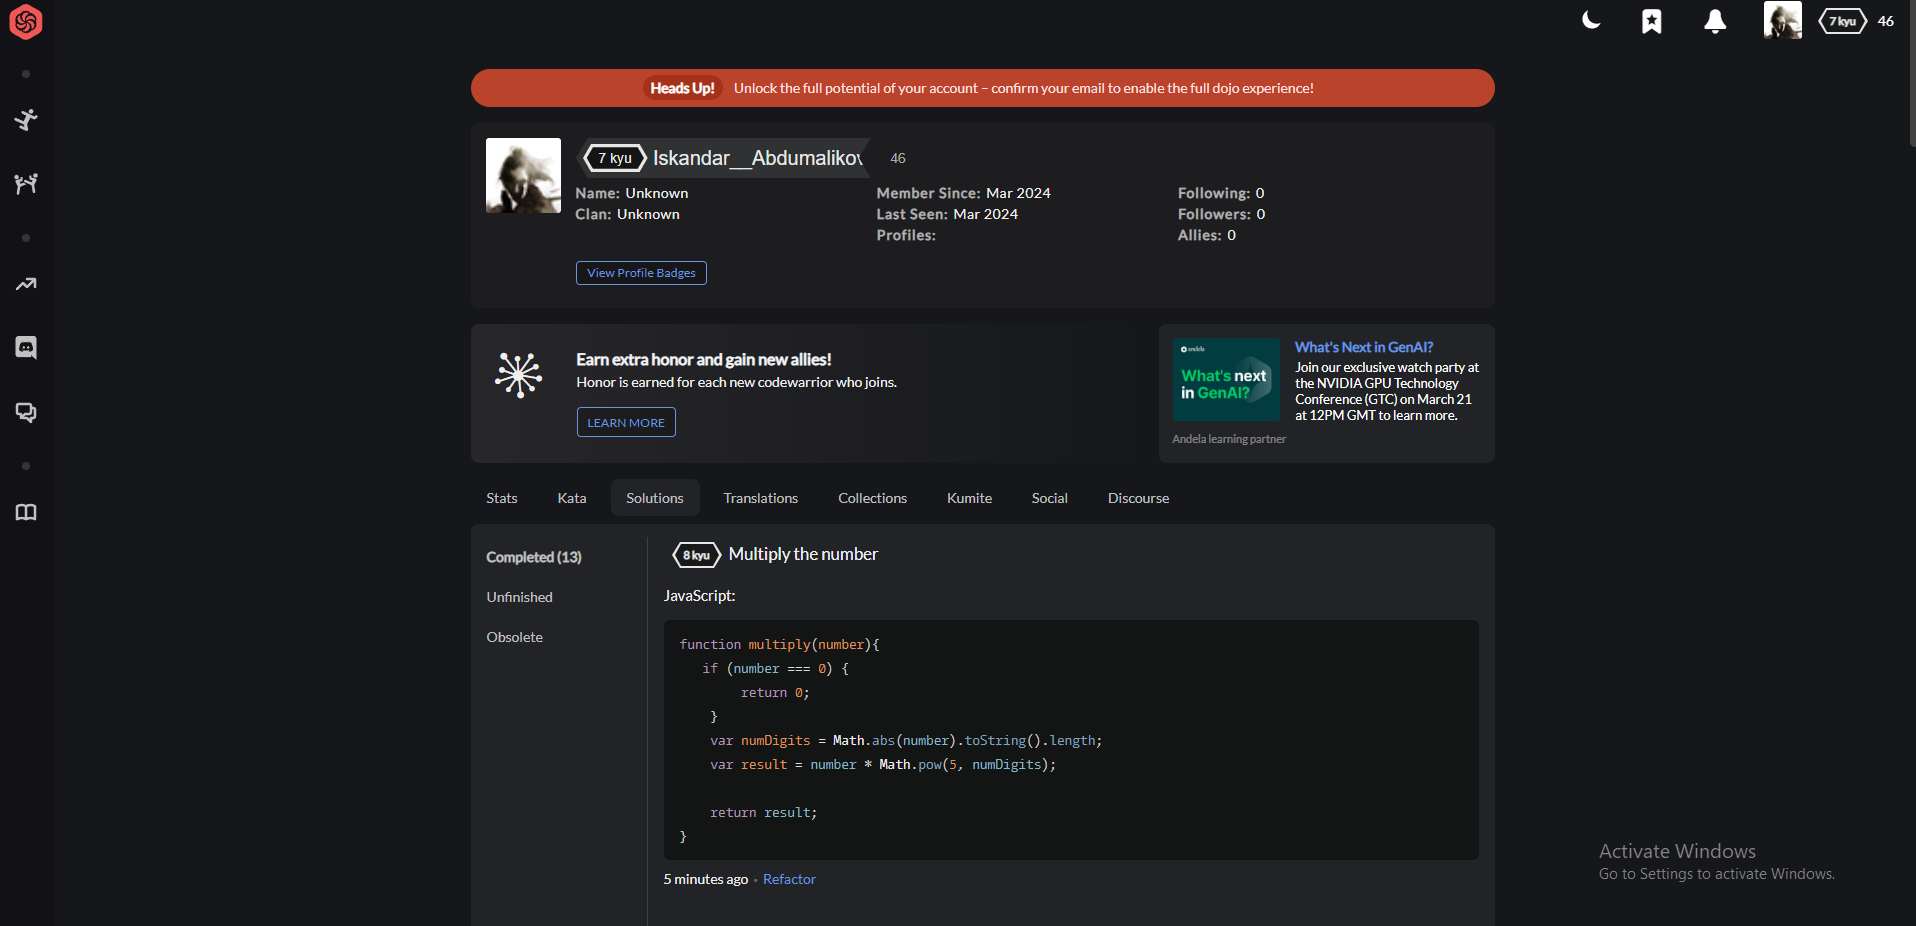 7 kyu 46
Heads Up! Unlock the full potential of your account – confirm your email to enable the full dojo experience!
7 kyu Iskandar__Abdumalikov 46
Name: Unknown
Clan: Unknown
Member Since: Mar 2024
Last Seen: Mar 2024
Profiles:
Following: 0
Followers: 0
Allies: 0
View Profile Badges
Earn extra honor and gain new allies!
Honor is earned for each new codewarrior who joins.
LEARN MORE
andela
What's next
in GenAI?
What's Next in GenAI?
Join our exclusive watch party at
the NVIDIA GPU Technology
Conference (GTC) on March 21
at 12PM GMT to learn more.
Andela learning partner
Stats Kata Solutions Translations Collections Kumite Social Discourse
Completed (13)
Unfinished
Obsolete
8 kyu Multiply the number
JavaScript:
function multiply(number){
if (number === 0) {
return 0;
}
var numDigits = Math.abs(number).toString().length;
var result = number * Math.pow(5, numDigits);
return result;
}
5 minutes ago · Refactor
Activate Windows
Go to Settings to activate Windows.